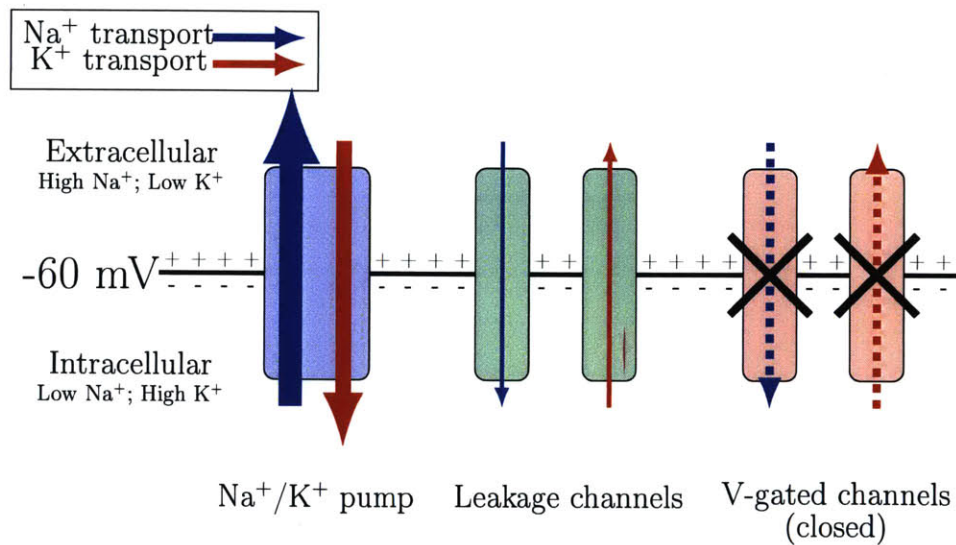 Na⁺ transport
K⁺ transport
Extracellular
High Na⁺; Low K⁺
+ + + + + + + + + + + + + + + +
-60 mV
- - - - - - - - - - - - - - - -
Intracellular
Low Na⁺; High K⁺
Na⁺/K⁺ pump
Leakage channels
V-gated channels
(closed)